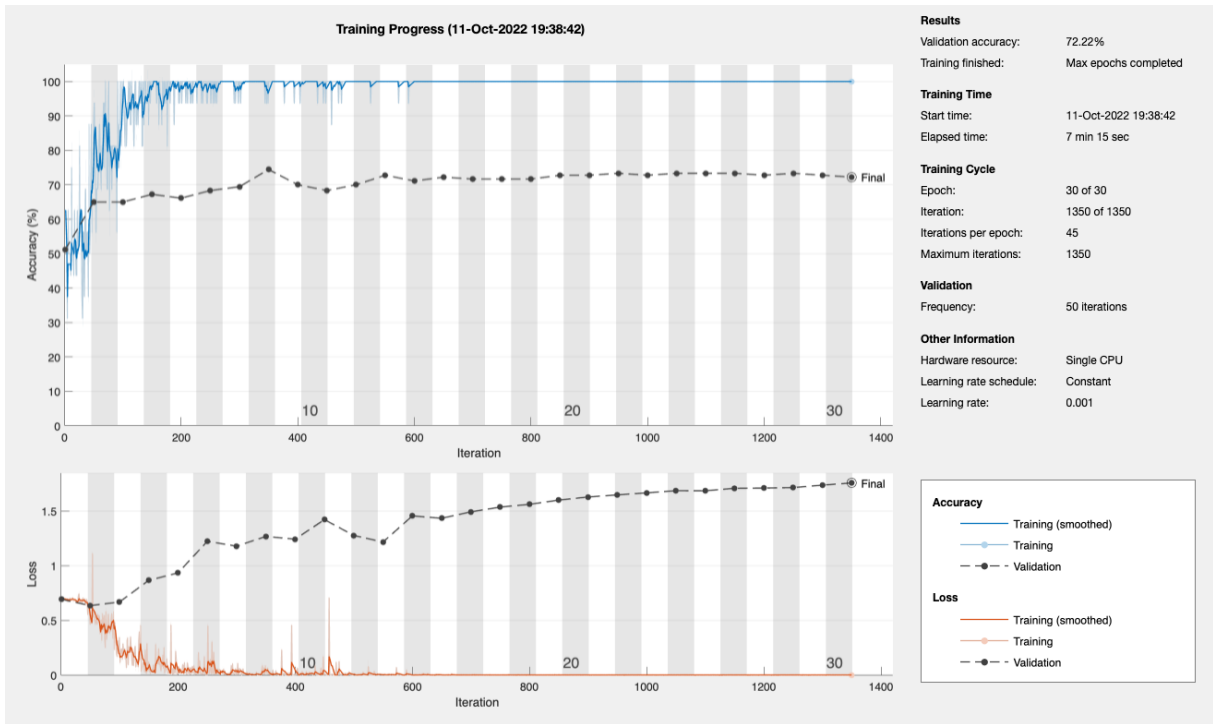 Training Progress (11-Oct-2022 19:38:42)
Accuracy (%)
100
90
80
70
60
50
40
30
20
10
0
Final
10
20
30
0
200
400
600
800
1000
1200
1400
Iteration
Loss
1.5
1
0.5
0
Final
10
20
30
0
200
400
600
800
1000
1200
1400
Iteration
Results
Validation accuracy: 72.22%
Training finished: Max epochs completed
Training Time
Start time: 11-Oct-2022 19:38:42
Elapsed time: 7 min 15 sec
Training Cycle
Epoch: 30 of 30
Iteration: 1350 of 1350
Iterations per epoch: 45
Maximum iterations: 1350
Validation
Frequency: 50 iterations
Other Information
Hardware resource: Single CPU
Learning rate schedule: Constant
Learning rate: 0.001
Accuracy
Training (smoothed)
Training
Validation
Loss
Training (smoothed)
Training
Validation